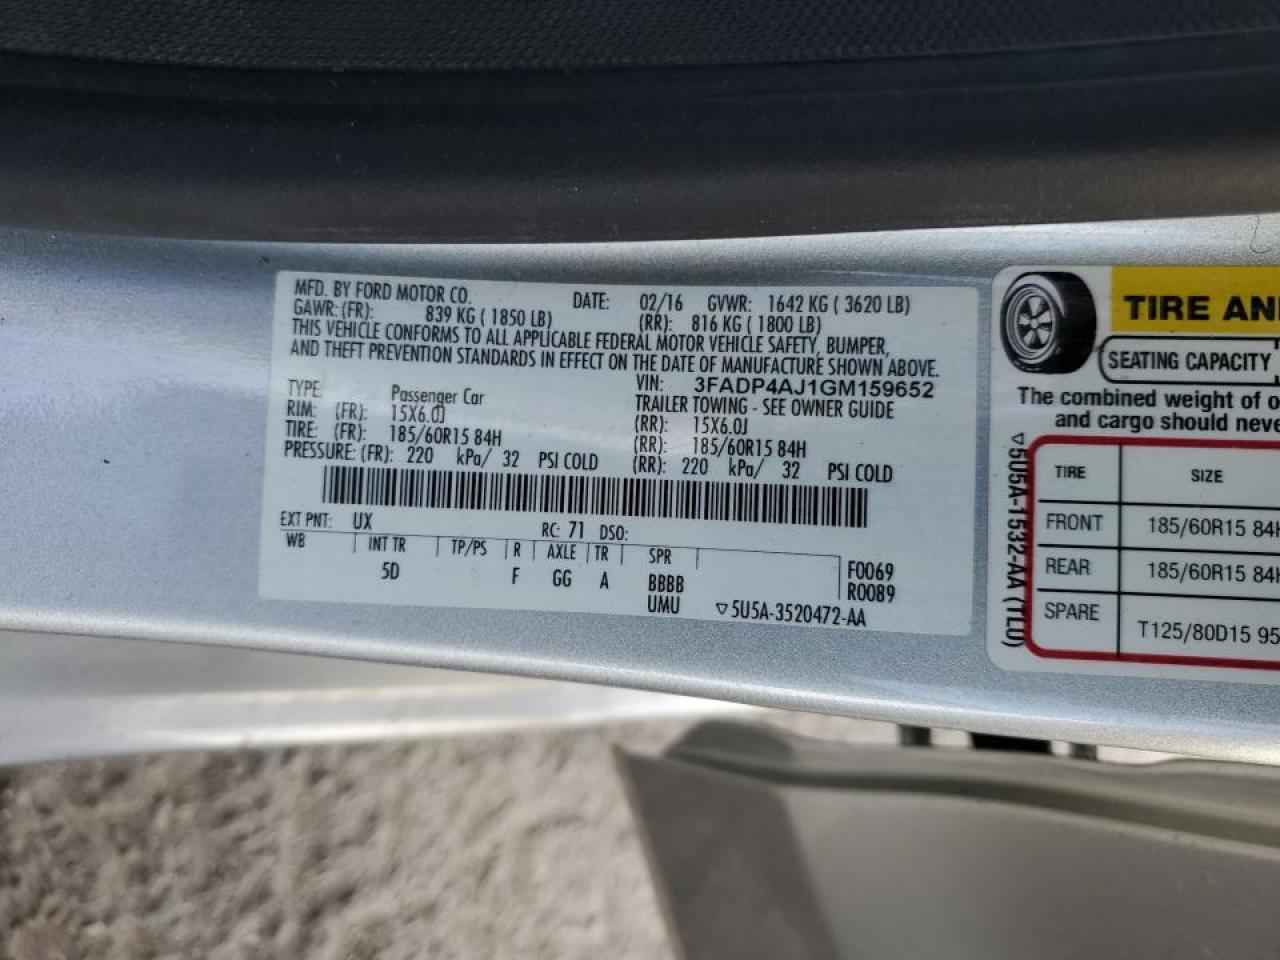 MFD. BY FORD MOTOR CO. DATE: 02/16 GVWR: 1642 KG ( 3620 LB)
GAWR: (FR): 839 KG ( 1850 LB) (RR): 816 KG ( 1800 LB)
THIS VEHICLE CONFORMS TO ALL APPLICABLE FEDERAL MOTOR VEHICLE SAFETY, BUMPER,
AND THEFT PREVENTION STANDARDS IN EFFECT ON THE DATE OF MANUFACTURE SHOWN ABOVE.
VIN: 3FADP4AJ1GM159652
TYPE: Passenger Car TRAILER TOWING - SEE OWNER GUIDE
RIM: (FR): 15X6.0J (RR): 15X6.0J
TIRE: (FR): 185/60R15 84H (RR): 185/60R15 84H
PRESSURE: (FR): 220 kPa/ 32 PSI COLD (RR): 220 kPa/ 32 PSI COLD
EXT PNT: UX RC: 71 DSO:
WB INT TR TP/PS R AXLE TR SPR
5D F GG A BBBB F0069
UMU R0089
▽5U5A-3520472-AA
TIRE AN
SEATING CAPACITY
The combined weight of o
and cargo should neve
▽5U5A-1532-AA (TL0)
TIRE SIZE
FRONT 185/60R15 84H
REAR 185/60R15 84H
SPARE T125/80D15 95